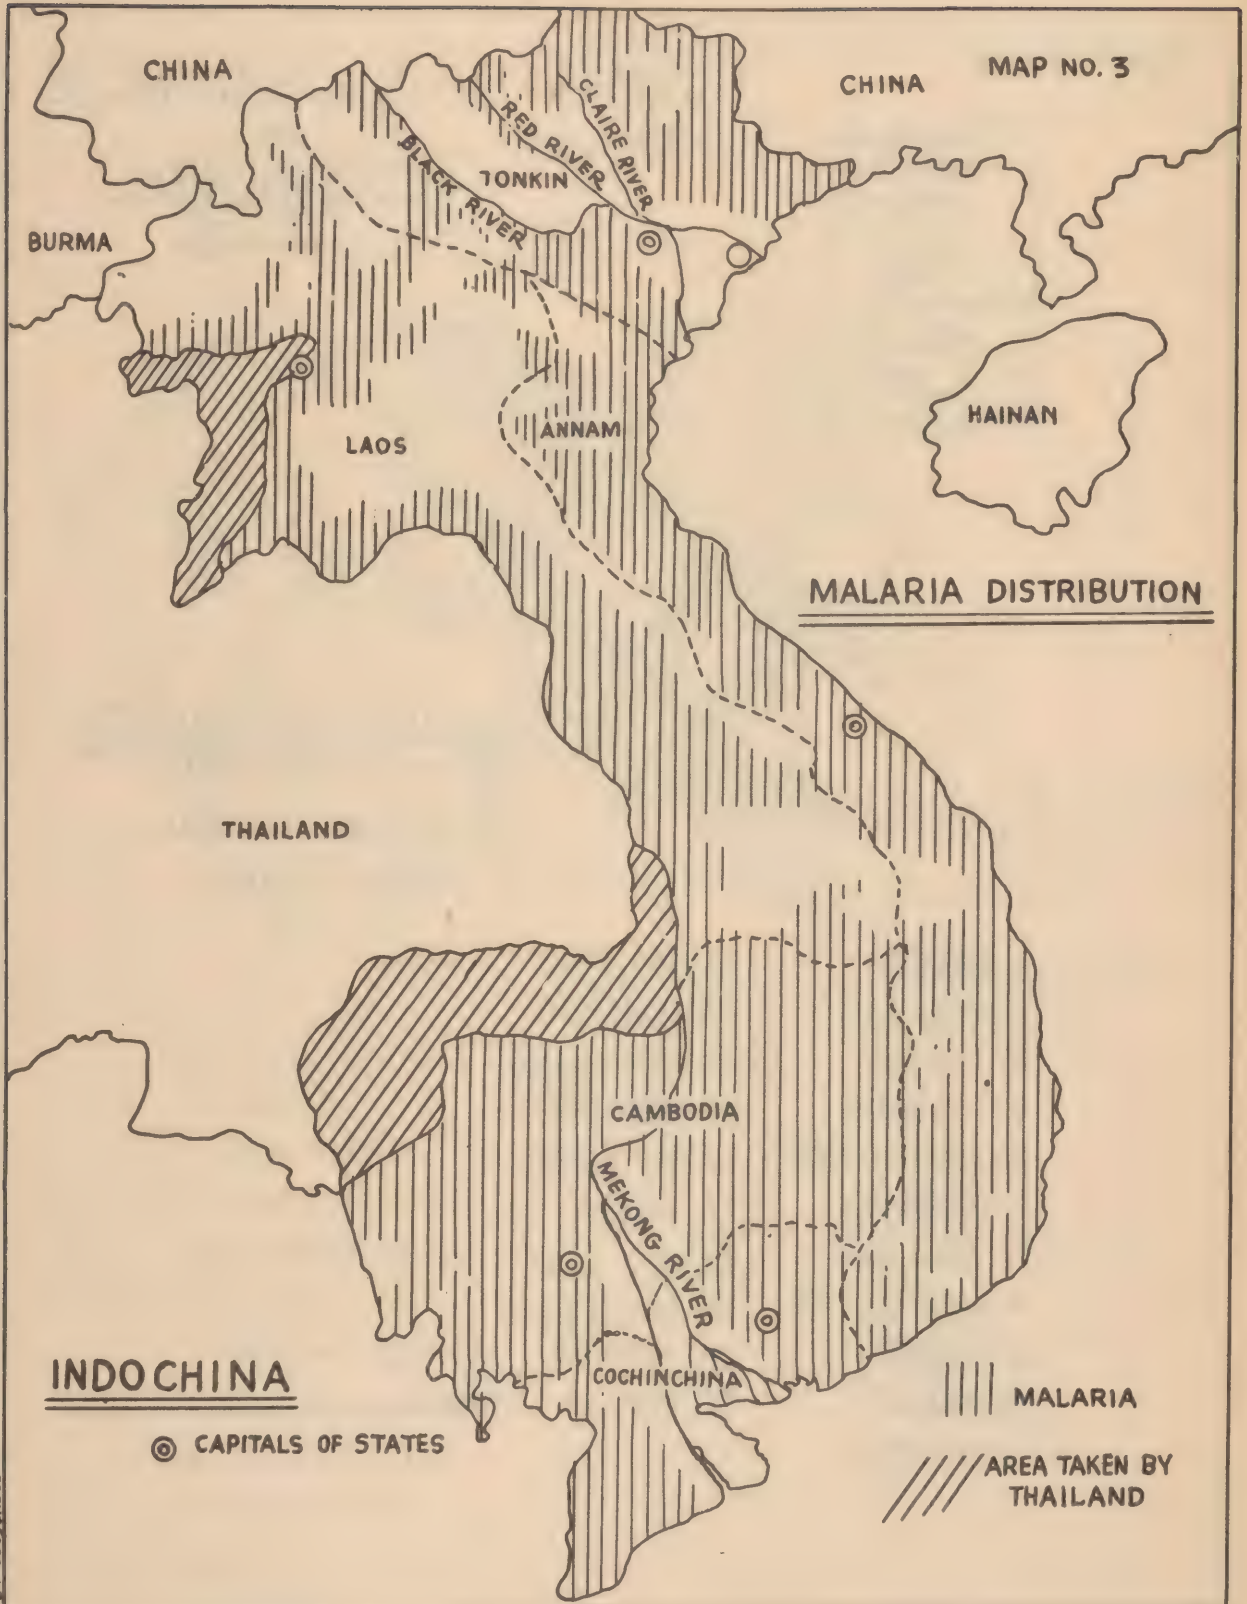 CHINA
CHINA
MAP NO. 3
CLAIRE RIVER
RED RIVER
BLACK RIVER
TONKIN
BURMA
HAINAN
LAOS
ANNAM
MALARIA DISTRIBUTION
THAILAND
CAMBODIA
MEKONG RIVER
COCHINCHINA
INDOCHINA
CAPITALS OF STATES
MALARIA
AREA TAKEN BY
THAILAND